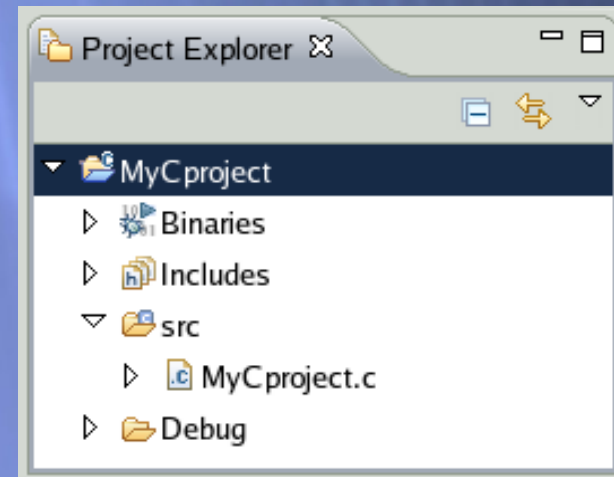 Project Explorer
MyCproject
Binaries
Includes
src
MyCproject.c
Debug